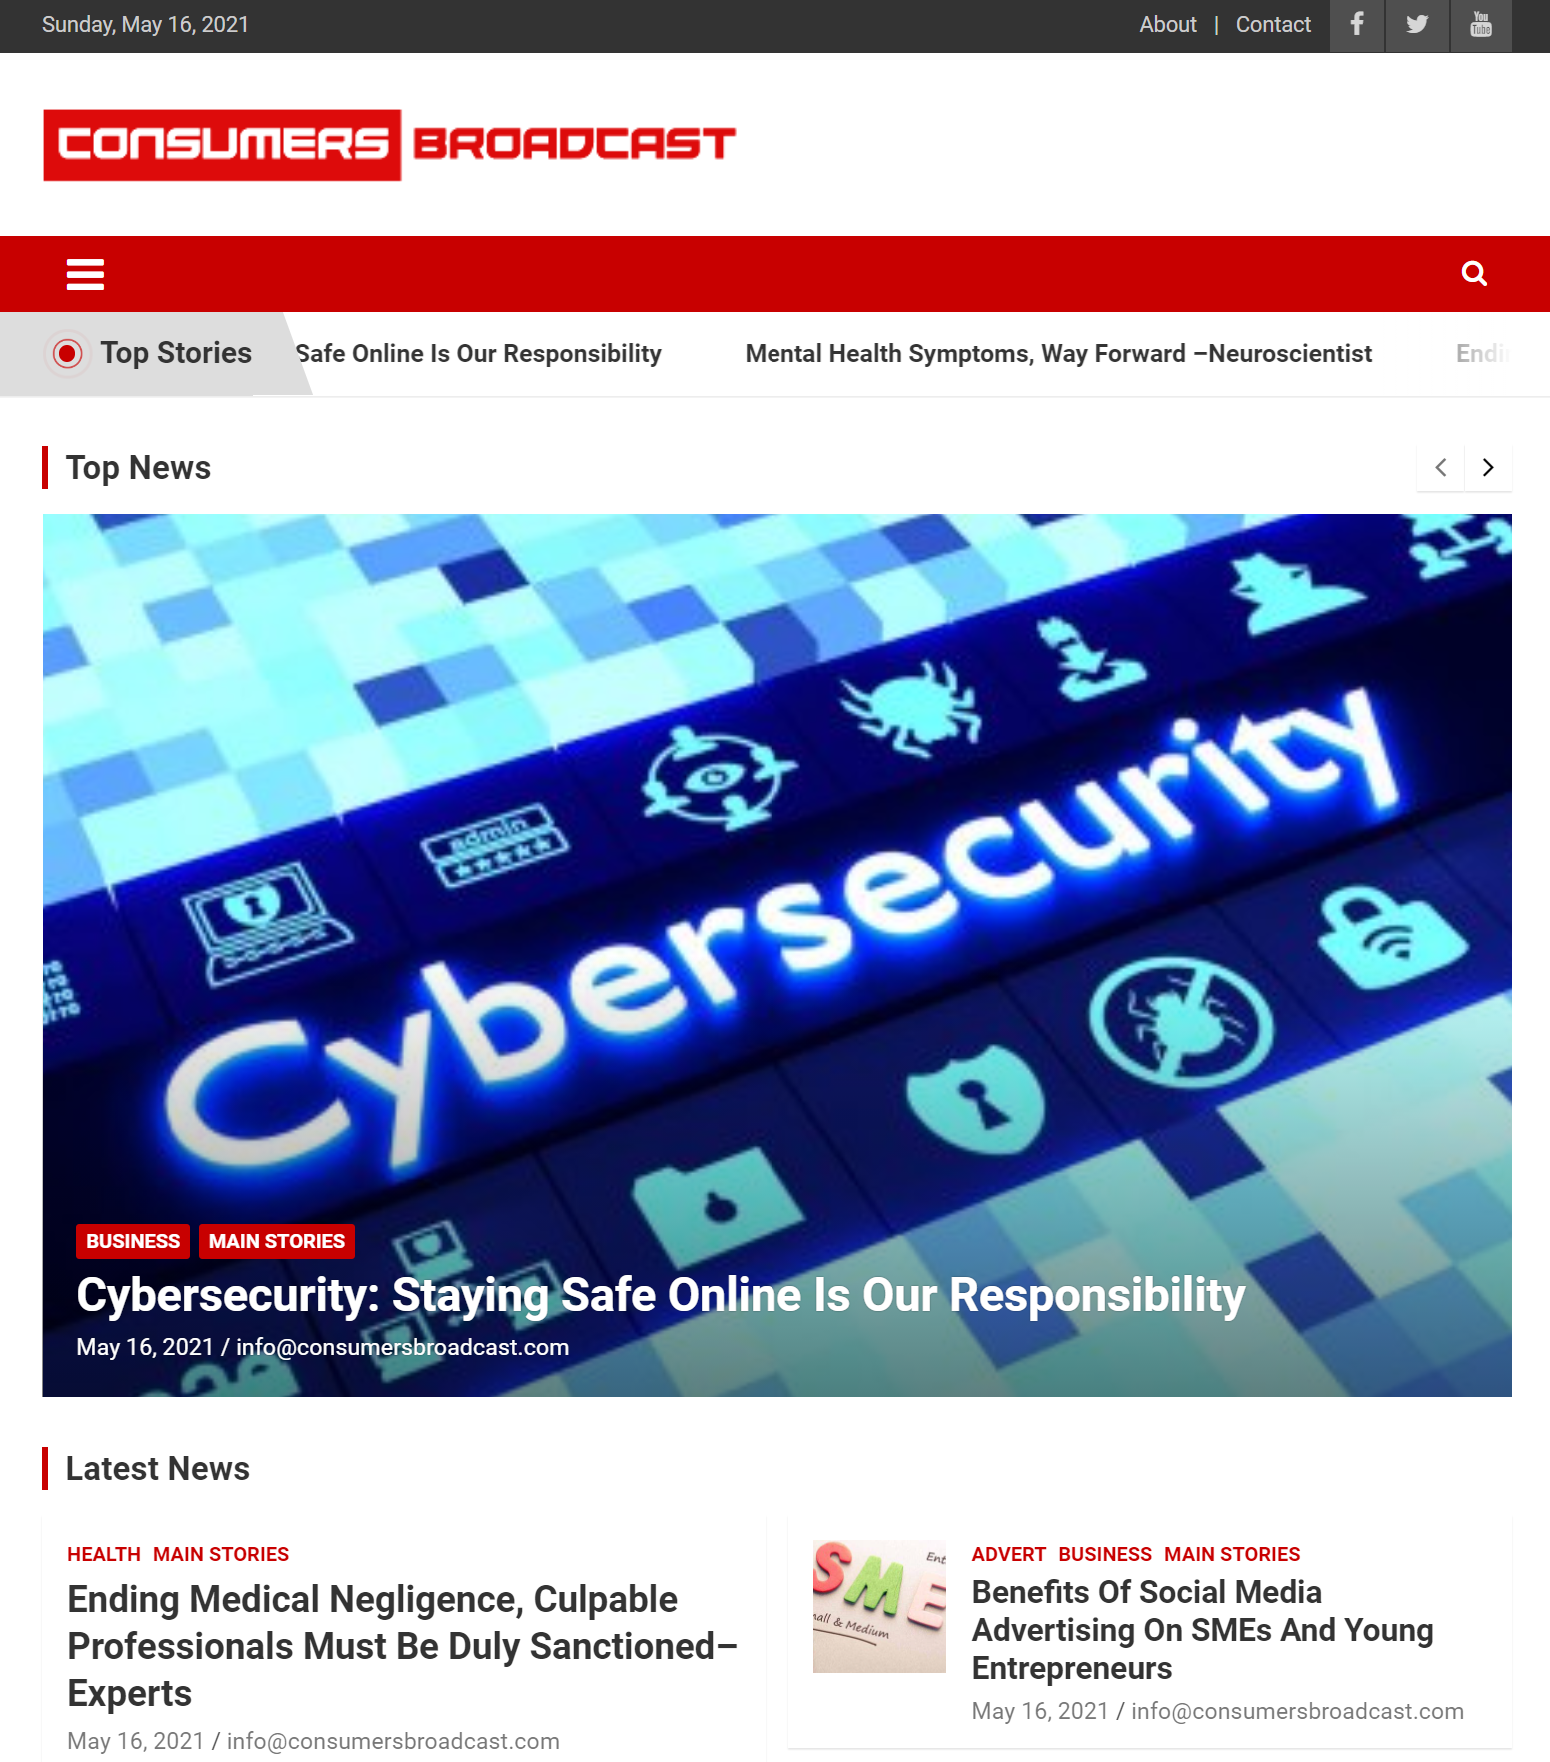 Sunday, May 16, 2021
About | Contact
You
Tube
CONSUMERS BROADCAST
Top Stories
Safe Online Is Our Responsibility
Mental Health Symptoms, Way Forward –Neuroscientist
Top News
admin
Cybersecurity
BUSINESS MAIN STORIES
Cybersecurity: Staying Safe Online Is Our Responsibility
May 16, 2021 / info@consumersbroadcast.com
Latest News
HEALTH MAIN STORIES
Ending Medical Negligence, Culpable
Professionals Must Be Duly Sanctioned–
Experts
May 16, 2021 / info@consumersbroadcast.com
SME
& Medium
ADVERT BUSINESS MAIN STORIES
Benefits Of Social Media
Advertising On SMEs And Young
Entrepreneurs
May 16, 2021 / info@consumersbroadcast.com